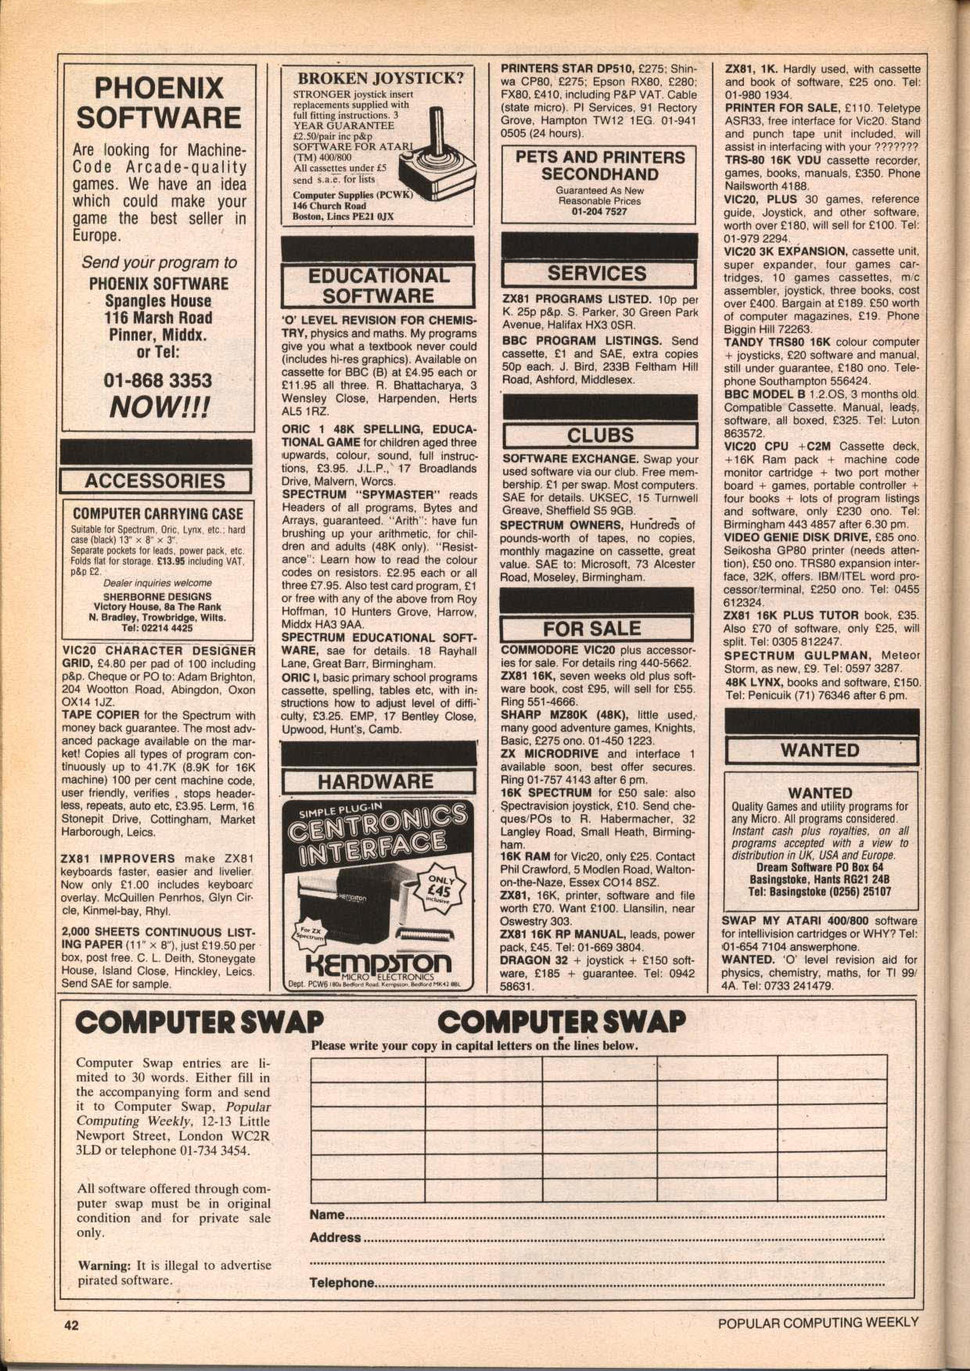 PHOENIX
SOFTWARE
Are looking for Machine-
Code Arcade-quality
games. We have an idea
which could make your
game the best seller in
Europe.
Send your program to
PHOENIX SOFTWARE
Spangles House
116 Marsh Road
Pinner, Middx.
or Tel:
01-868 3353
NOW!!!
ACCESSORIES
COMPUTER CARRYING CASE
Suitable for Spectrum, Oric, Lynx, etc.; hard
case (black) 13" × 8" × 3".
Separate pockets for leads, power pack, etc.
Folds flat for storage. £13.95 including VAT,
p&p £2.
Dealer inquiries welcome
SHERBORNE DESIGNS
Victory House, 8a The Rank
N. Bradley, Trowbridge, Wilts.
Tel: 02214 4425
VIC20 CHARACTER DESIGNER
GRID, £4.80 per pad of 100 including
p&p. Cheque or PO to: Adam Brighton,
204 Wootton Road, Abingdon, Oxon
OX14 1JZ.
TAPE COPIER for the Spectrum with
money back guarantee. The most adv-
anced package available on the mar-
ket! Copies all types of program con-
tinuously up to 41.7K (8.9K for 16K
machine) 100 per cent machine code,
user friendly, verifies , stops header-
less, repeats, auto etc, £3.95. Lerm, 16
Stonepit Drive, Cottingham, Market
Harborough, Leics.
ZX81 IMPROVERS make ZX81
keyboards faster, easier and livelier.
Now only £1.00 includes keyboard
overlay. McQuillen Penrhos, Glyn Cir-
cle, Kinmel-bay, Rhyl.
2,000 SHEETS CONTINUOUS LIST-
ING PAPER (11" × 8"), just £19.50 per
box, post free. C. L. Deith, Stoneygate
House, Island Close, Hinckley, Leics.
Send SAE for sample.
BROKEN JOYSTICK?
STRONGER joystick insert
replacements supplied with
full fitting instructions. 3
YEAR GUARANTEE
£2.50/pair inc p&p
SOFTWARE FOR ATARI
(TM) 400/800
All cassettes under £5
send s.a.e. for lists
Computer Supplies (PCWK)
146 Church Road
Boston, Lincs PE21 0JX
EDUCATIONAL
SOFTWARE
'O' LEVEL REVISION FOR CHEMIS-
TRY, physics and maths. My programs
give you what a textbook never could
(includes hi-res graphics). Available on
cassette for BBC (B) at £4.95 each or
£11.95 all three. R. Bhattacharya, 3
Wensley Close, Harpenden, Herts
AL5 1RZ.
ORIC 1 48K SPELLING, EDUCA-
TIONAL GAME for children aged three
upwards, colour, sound, full instruc-
tions, £3.95. J.L.P., 17 Broadlands
Drive, Malvern, Worcs.
SPECTRUM "SPYMASTER" reads
Headers of all programs, Bytes and
Arrays, guaranteed. "Arith": have fun
brushing up your arithmetic, for chil-
dren and adults (48K only). "Resist-
ance": Learn how to read the colour
codes on resistors. £2.95 each or all
three £7.95. Also test card program, £1
or free with any of the above from Roy
Hoffman, 10 Hunters Grove, Harrow,
Middx HA3 9AA.
SPECTRUM EDUCATIONAL SOFT-
WARE, sae for details. 18 Rayhall
Lane, Great Barr, Birmingham.
ORIC I, basic primary school programs
cassette, spelling, tables etc, with in-
structions how to adjust level of diffi-
culty, £3.25. EMP, 17 Bentley Close,
Upwood, Hunt's, Camb.
HARDWARE
SIMPLE PLUG-IN
CENTRONICS
INTERFACE
ONLY
£45
inclusive
KEMPSTON
For ZX
Spectrum
KEMPSTON
MICRO ELECTRONICS
Dept. PCW6 180a Bedford Road, Kempston, Bedford MK42 8BL
PRINTERS STAR DP510, £275; Shin-
wa CP80, £275; Epson RX80, £280;
FX80, £410, including P&P VAT. Cable
(state micro). PI Services, 91 Rectory
Grove, Hampton TW12 1EG. 01-941
0505 (24 hours).
PETS AND PRINTERS
SECONDHAND
Guaranteed As New
Reasonable Prices
01-204 7527
SERVICES
ZX81 PROGRAMS LISTED. 10p per
K. 25p p&p. S. Parker, 30 Green Park
Avenue, Halifax HX3 0SR.
BBC PROGRAM LISTINGS. Send
cassette, £1 and SAE, extra copies
50p each. J. Bird, 233B Feltham Hill
Road, Ashford, Middlesex.
CLUBS
SOFTWARE EXCHANGE. Swap your
used software via our club. Free mem-
bership. £1 per swap. Most computers.
SAE for details. UKSEC, 15 Turnwell
Greave, Sheffield S5 9GB.
SPECTRUM OWNERS, Hundreds of
pounds-worth of tapes, no copies,
monthly magazine on cassette, great
value. SAE to: Microsoft, 73 Alcester
Road, Moseley, Birmingham.
FOR SALE
COMMODORE VIC20 plus accessor-
ies for sale. For details ring 440-5662.
ZX81 16K, seven weeks old plus soft-
ware book, cost £95, will sell for £55.
Ring 551-4666.
SHARP MZ80K (48K), little used,
many good adventure games, Knights,
Basic, £275 ono. 01-450 1223.
ZX MICRODRIVE and interface 1
available soon, best offer secures.
Ring 01-757 4143 after 6 pm.
16K SPECTRUM for £50 sale: also
Spectravision joystick, £10. Send che-
ques/POs to R. Habermacher, 32
Langley Road, Small Heath, Birming-
ham.
16K RAM for Vic20, only £25. Contact
Phil Crawford, 5 Modlen Road, Walton-
on-the-Naze, Essex CO14 8SZ.
ZX81, 16K, printer, software and file
worth £70. Want £100. Llansilin, near
Oswestry 303.
ZX81 16K RP MANUAL, leads, power
pack, £45. Tel: 01-669 3804.
DRAGON 32 + joystick + £150 soft-
ware, £185 + guarantee. Tel: 0942
58631.
ZX81, 1K. Hardly used, with cassette
and book of software, £25 ono. Tel:
01-980 1934.
PRINTER FOR SALE, £110. Teletype
ASR33, free interface for Vic20. Stand
and punch tape unit included, will
assist in interfacing with your ???????
TRS-80 16K VDU cassette recorder,
games, books, manuals, £350. Phone
Nailsworth 4188.
VIC20, PLUS 30 games, reference
guide, Joystick, and other software,
worth over £180, will sell for £100. Tel:
01-979 2294.
VIC20 3K EXPANSION, cassette unit,
super expander, four games car-
tridges, 10 games cassettes, m/c
assembler, joystick, three books, cost
over £400. Bargain at £189. £50 worth
of computer magazines, £19. Phone
Biggin Hill 72263.
TANDY TRS80 16K colour computer
+ joysticks, £20 software and manual,
still under guarantee, £180 ono. Tele-
phone Southampton 556424.
BBC MODEL B 1.2.OS, 3 months old.
Compatible Cassette. Manual, leads,
software, all boxed, £325. Tel: Luton
863572.
VIC20 CPU +C2M Cassette deck,
+16K Ram pack + machine code
monitor cartridge + two port mother
board + games, portable controller +
four books + lots of program listings
and software, only £230 ono. Tel:
Birmingham 443 4857 after 6.30 pm.
VIDEO GENIE DISK DRIVE, £85 ono.
Seikosha GP80 printer (needs atten-
tion), £50 ono. TRS80 expansion inter-
face, 32K, offers. IBM/ITEL word pro-
cessor/terminal, £250 ono. Tel: 0455
612324.
ZX81 16K PLUS TUTOR book, £35.
Also £70 of software, only £25, will
split. Tel: 0305 812247.
SPECTRUM GULPMAN, Meteor
Storm, as new, £9. Tel: 0597 3287.
48K LYNX, books and software, £150.
Tel: Penicuik (71) 76346 after 6 pm.
WANTED
WANTED
Quality Games and utility programs for
any Micro. All programs considered.
Instant cash plus royalties, on all
programs accepted with a view to
distribution in UK, USA and Europe.
Dream Software PO Box 64
Basingstoke, Hants RG21 24B
Tel: Basingstoke (0256) 25107
SWAP MY ATARI 400/800 software
for intellivision cartridges or WHY? Tel:
01-654 7104 answerphone.
WANTED. 'O' level revision aid for
physics, chemistry, maths, for TI 99/
4A. Tel: 0733 241479.
COMPUTER SWAP
Computer Swap entries are li-
mited to 30 words. Either fill in
the accompanying form and send
it to Computer Swap, Popular
Computing Weekly, 12-13 Little
Newport Street, London WC2R
3LD or telephone 01-734 3454.
All software offered through com-
puter swap must be in original
condition and for private sale
only.
Warning: It is illegal to advertise
pirated software.
COMPUTER SWAP
Please write your copy in capital letters on the lines below.
Name
Address
Telephone
42
POPULAR COMPUTING WEEKLY